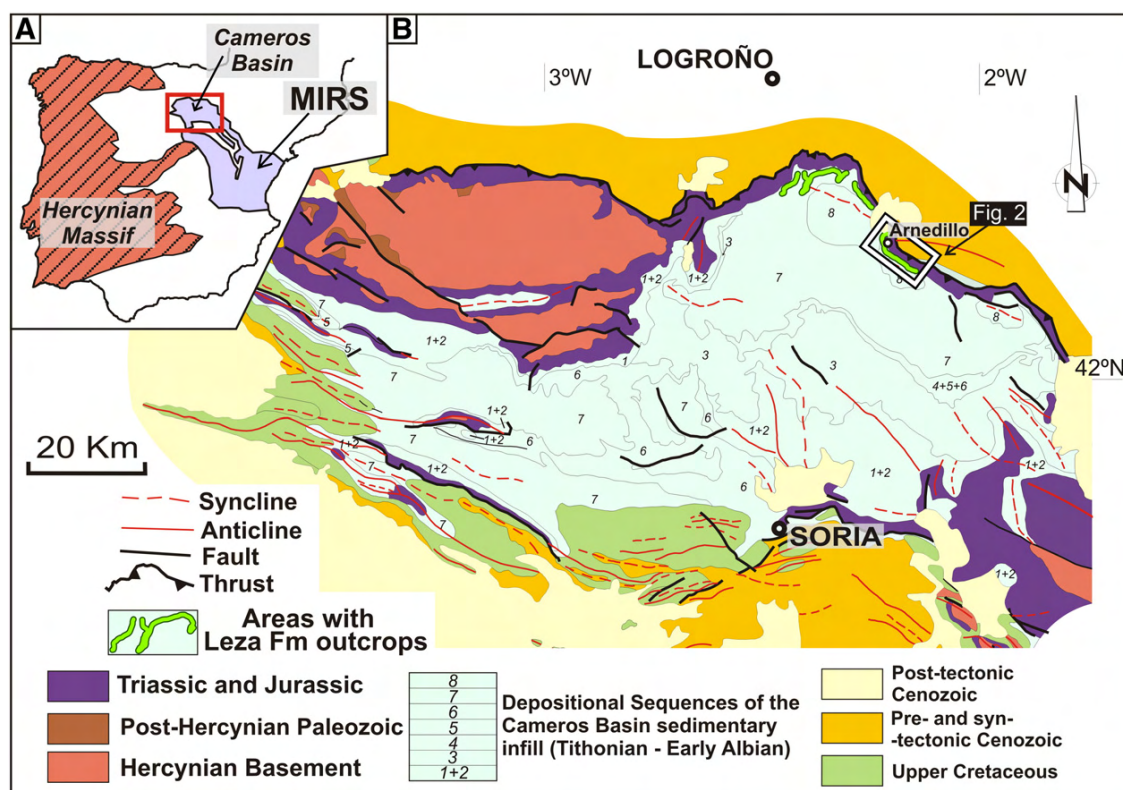 A
Cameros
Basin
MIRS
Hercynian
Massif
B
LOGROÑO
3ºW
2ºW
N
Fig. 2
Arnedillo
8
8
8
3
7
1+2
1+2
7
7
5
5
1+2
7
6
1
3
3
7
4+5+6
42ºN
1+2
1+2
6
7
6
7
6
1+2
1+2
7
1+2
7
7
6
1+2
1+2
SORIA
1+2
20 Km
Syncline
Anticline
Fault
Thrust
Areas with
Leza Fm outcrops
Triassic and Jurassic
Post-Hercynian Paleozoic
Hercynian Basement
8
7
6
5
4
3
1+2
Depositional Sequences of the
Cameros Basin sedimentary
infill (Tithonian - Early Albian)
Post-tectonic
Cenozoic
Pre- and syn-
-tectonic Cenozoic
Upper Cretaceous